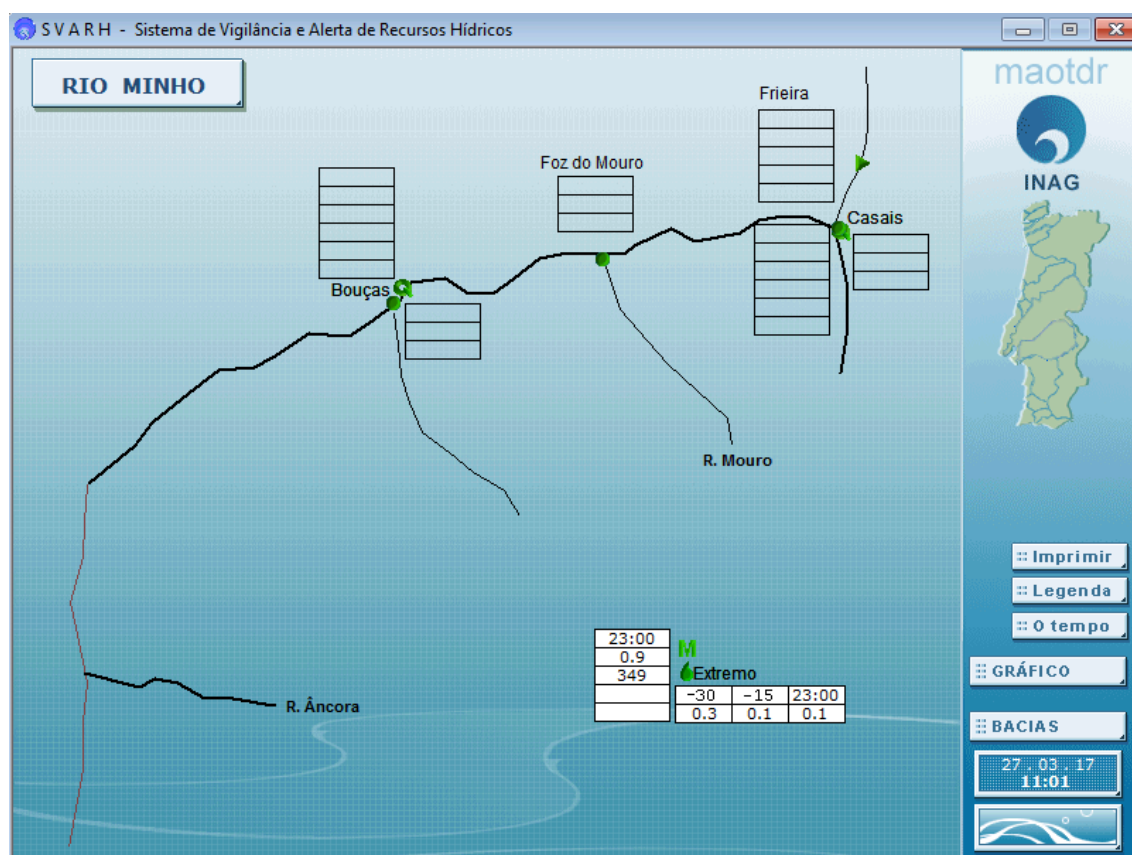 S V A R H - Sistema de Vigilância e Alerta de Recursos Hídricos
RIO MINHO
maotdr
INAG
Frieira
Foz do Mouro
Casais
Bouças
R. Mouro
R. Âncora
23:00
0.9
349
M
Extremo
-30 -15 23:00
0.3 0.1 0.1
Imprimir
Legenda
O tempo
GRÁFICO
BACIAS
27 . 03 . 17
11:01